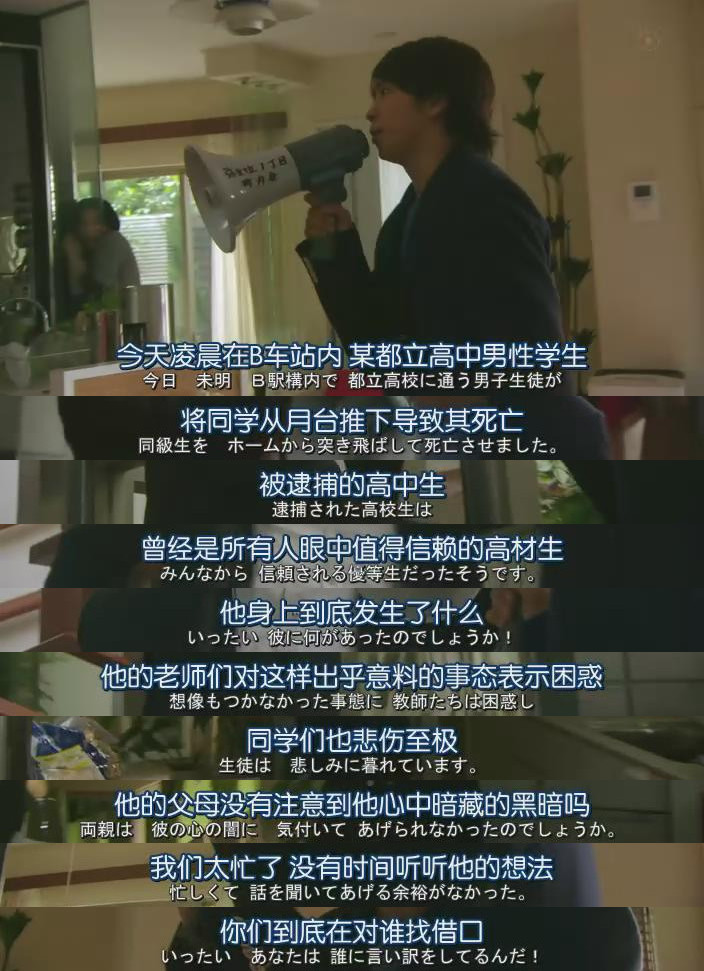 今天凌晨在B车站内 某都立高中男性学生
今日　未明　B駅構内で 都立高校に通う男子生徒が
将同学从月台推下导致其死亡
同級生を　ホームから突き飛ばして死亡させました。
被逮捕的高中生
逮捕された高校生は
曾经是所有人眼中值得信赖的高材生
みんなから 信頼される優等生だったそうです。
他身上到底发生了什么
いったい 彼に何があったのでしょうか！
他的老师们对这样出乎意料的事态表示困惑
想像もつかなかった事態に 教師たちは困惑し
同学们也悲伤至极
生徒は　悲しみに暮れています。
他的父母没有注意到他心中暗藏的黑暗吗
両親は　彼の心の闇に　気付いて あげられなかったのでしょうか。
我们太忙了 没有时间听听他的想法
忙しくて 話を聞いてあげる余裕がなかった。
你们到底在对谁找借口
いったい　あなたは 誰に言い訳をしてるんだ！